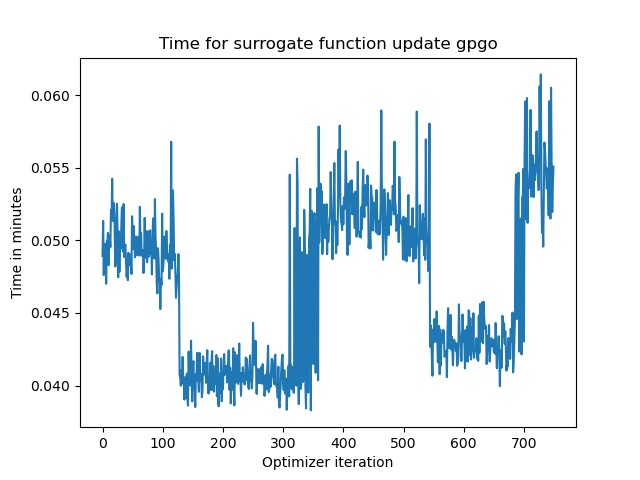 Time for surrogate function update gpgo
0.060
0.055
0.050
0.045
0.040
Time in minutes
0 100 200 300 400 500 600 700
Optimizer iteration